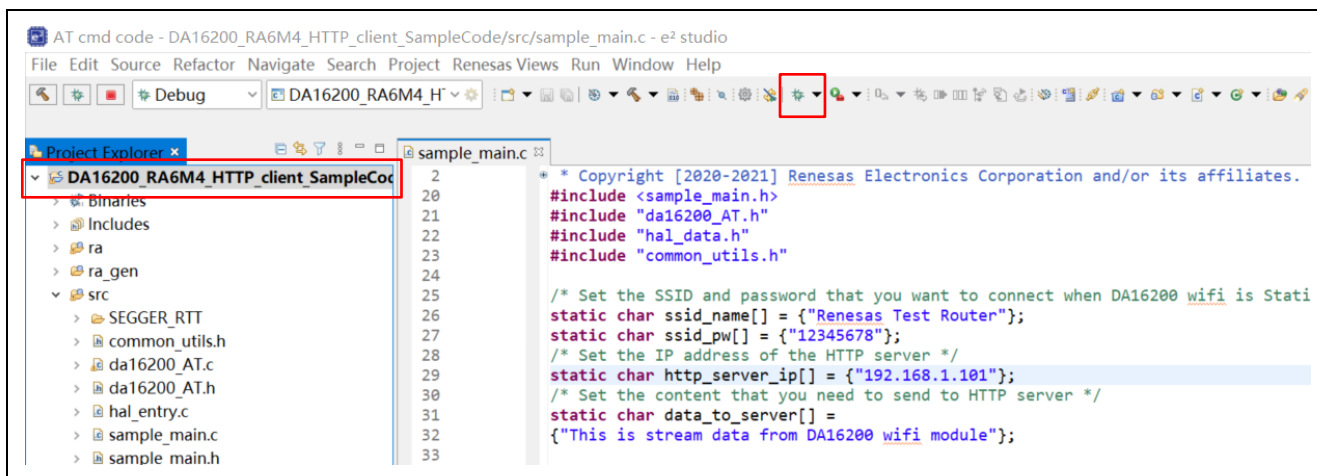 AT cmd code - DA16200_RA6M4_HTTP_client_SampleCode/src/sample_main.c - e² studio
File Edit Source Refactor Navigate Search Project Renesas Views Run Window Help
Debug DA16200_RA6M4_HT
Project Explorer
sample_main.c
DA16200_RA6M4_HTTP_client_SampleCod
Binaries
Includes
ra
ra_gen
src
SEGGER_RTT
common_utils.h
da16200_AT.c
da16200_AT.h
hal_entry.c
sample_main.c
sample_main.h
2 * Copyright [2020-2021] Renesas Electronics Corporation and/or its affiliates.
20 #include <sample_main.h>
21 #include "da16200_AT.h"
22 #include "hal_data.h"
23 #include "common_utils.h"
24
25 /* Set the SSID and password that you want to connect when DA16200 wifi is Stati
26 static char ssid_name[] = {"Renesas Test Router"};
27 static char ssid_pw[] = {"12345678"};
28 /* Set the IP address of the HTTP server */
29 static char http_server_ip[] = {"192.168.1.101"};
30 /* Set the content that you need to send to HTTP server */
31 static char data_to_server[] =
32 {"This is stream data from DA16200 wifi module"};
33